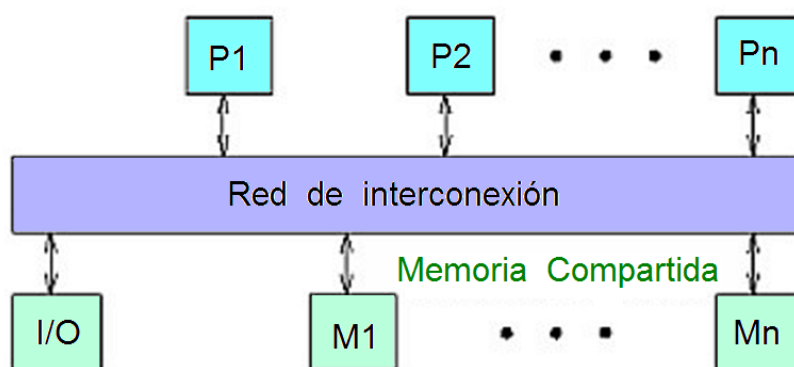 P1 P2 • • • Pn
Red de interconexión
Memoria Compartida
I/O M1 • • • Mn